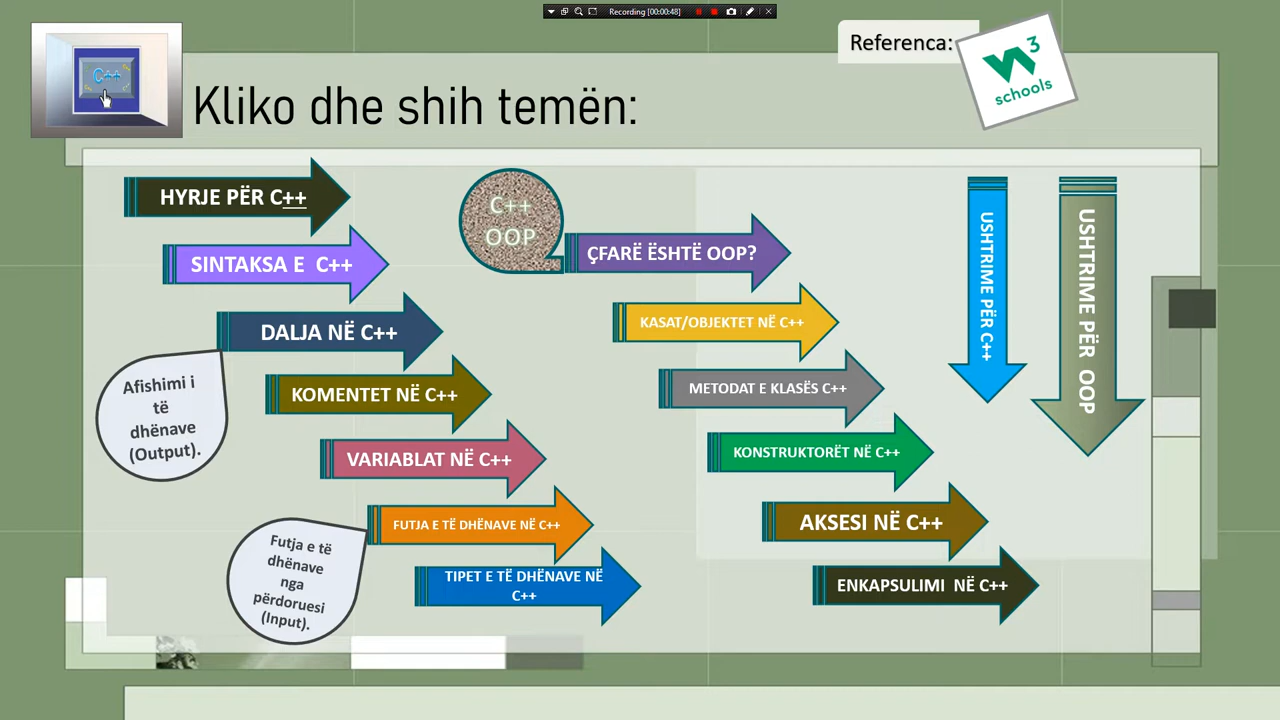 Recording [00:00:48]
Referenca:
w3
schools
C++
Kliko dhe shih temën:
HYRJE PËR C++
SINTAKSA E  C++
DALJA NË C++
Afishimi i
të
dhënave
(Output).
KOMENTET NË C++
VARIABLAT NË C++
FUTJA E TË DHËNAVE NË C++
Futja e të
dhënave
nga
përdoruesi
(Input).
TIPET E TË DHËNAVE NË
C++
C++
OOP
ÇFARË ËSHTË OOP?
KASAT/OBJEKTET NË C++
METODAT E KLASËS C++
KONSTRUKTORËT NË C++
AKSESI NË C++
ENKAPSULIMI  NË C++
USHTRIME PËR C++
USHTRIME PËR  OOP